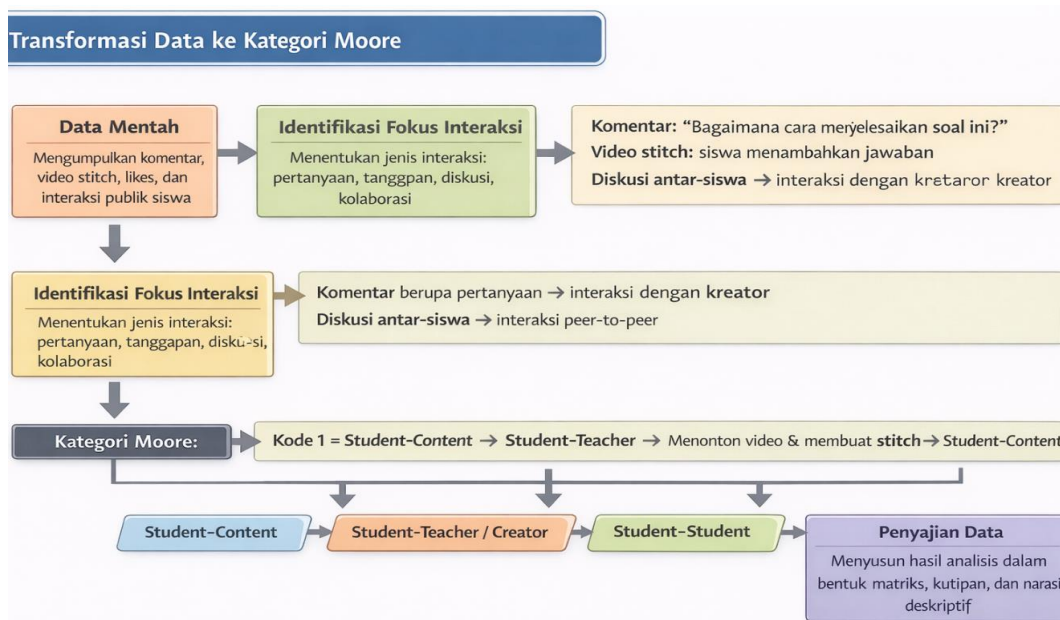 Transformasi Data ke Kategori Moore
Data Mentah
Mengumpulkan komentar,
video stitch, likes, dan
interaksi publik siswa
Identifikasi Fokus Interaksi
Menentukan jenis interaksi:
pertanyaan, tanggpan, diskusi,
kolaborasi
Komentar: “Bagaimana cara meryelesaikan soal ini?”
Video stitch: siswa menambahkan jawaban
Diskusi antar-siswa → interaksi dengan kretaror kreator
Identifikasi Fokus Interaksi
Menentukan jenis interaksi:
pertanyaan, tanggapan, disku-si,
kolaborasi
Komentar berupa pertanyaan → interaksi dengan kreator
Diskusi antar-siswa → interaksi peer-to-peer
Kategori Moore:
Kode 1 = Student-Content → Student-Teacher → Menonton video & membuat stitch → Student-Content
Student-Content
Student-Teacher / Creator
Student-Student
Penyajian Data
Menyusun hasil analisis dalam
bentuk matriks, kutipan, dan narasi
deskriptif